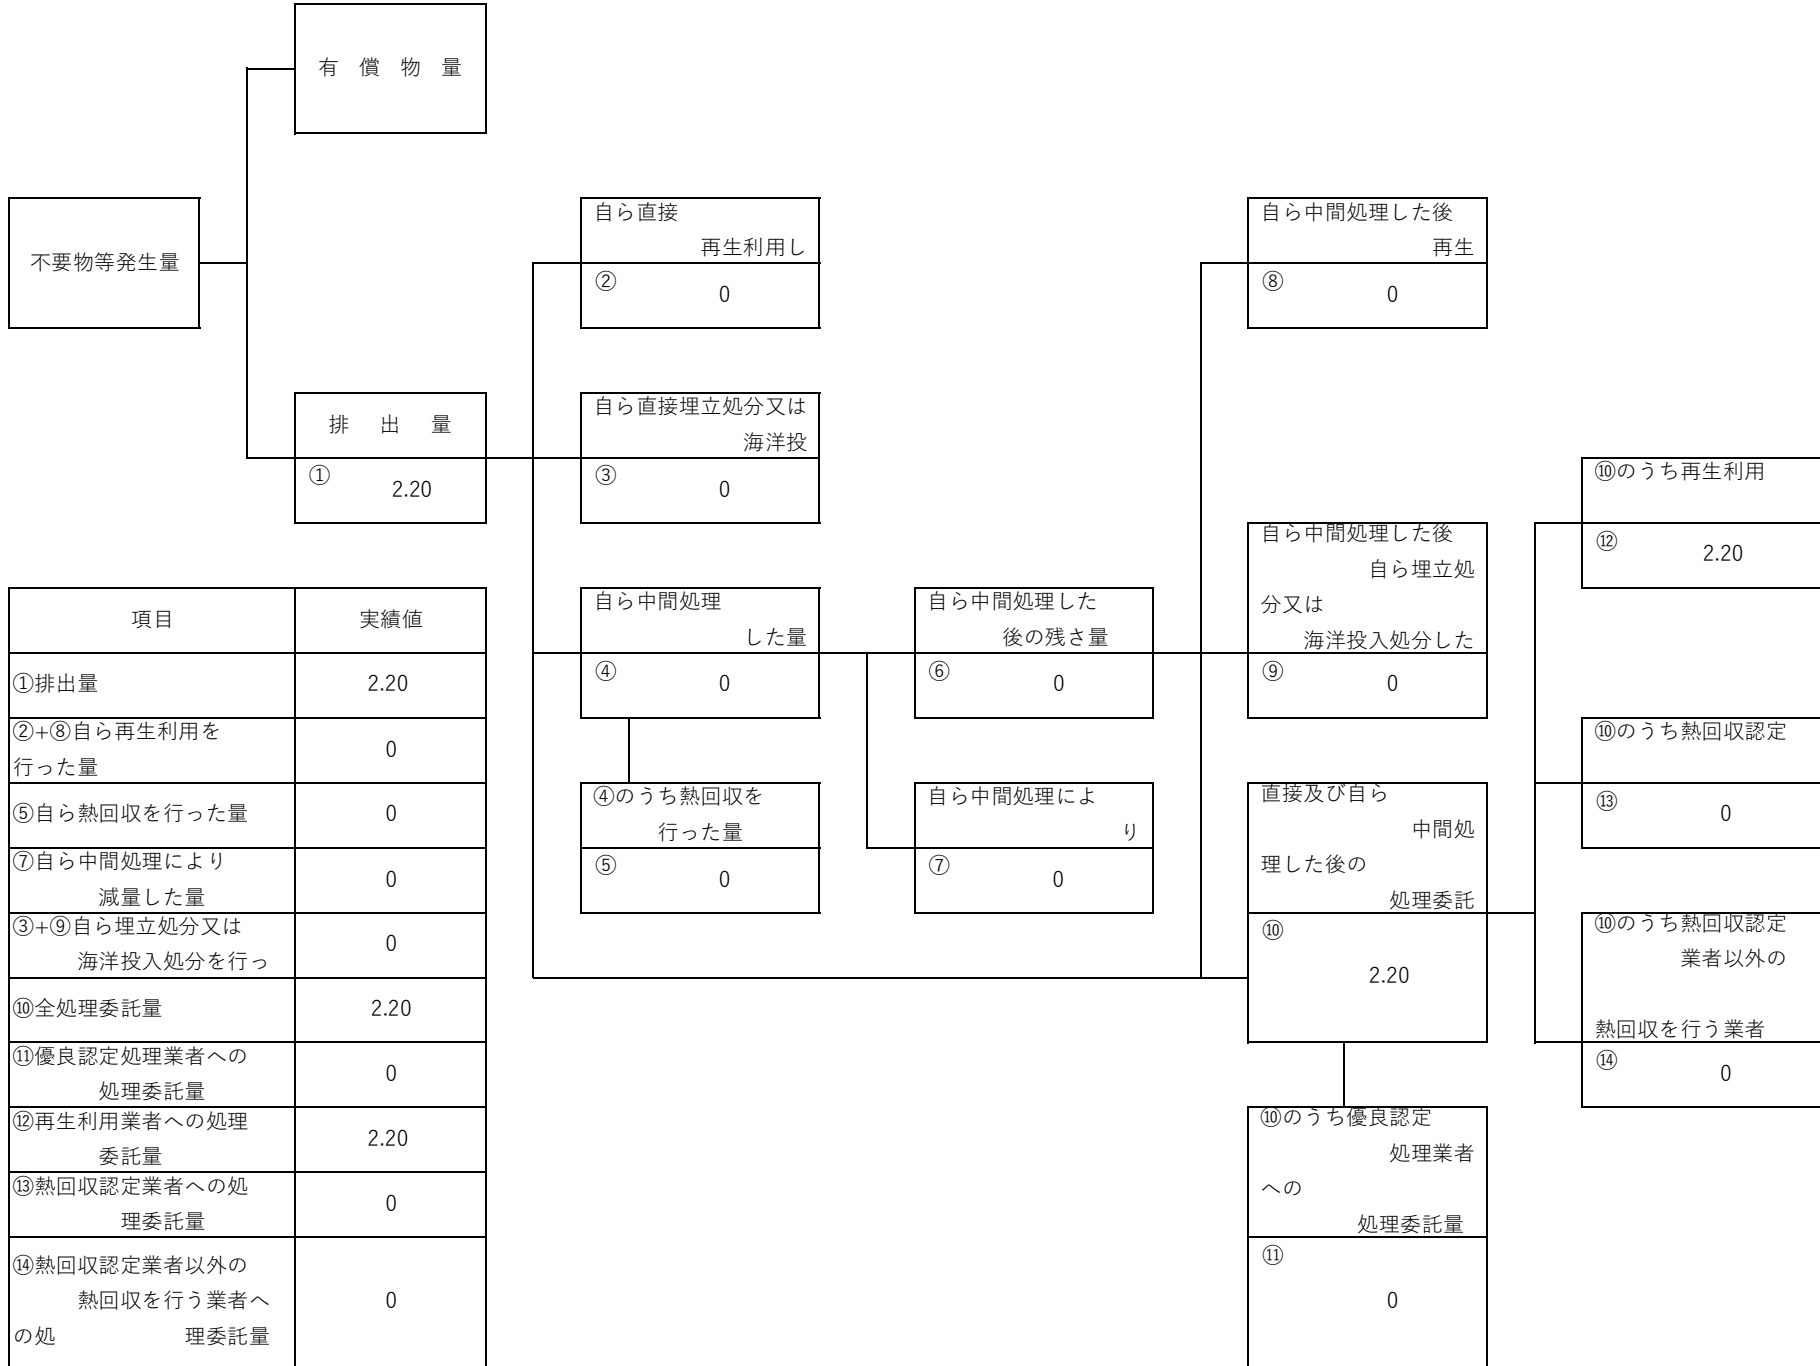 有 償 物 量
不要物等発生量
自ら直接
再生利用し
②
0
自ら中間処理した後
再生
⑧
0
排 出 量
①
2.20
自ら直接埋立処分又は
海洋投
③
0
⑩のうち再生利用
⑫
2.20
自ら中間処理した後
自ら埋立処
分又は
海洋投入処分した
⑨
0
自ら中間処理
した量
④
0
自ら中間処理した
後の残さ量
⑥
0
⑩のうち熱回収認定
⑬
0
④のうち熱回収を
行った量
⑤
0
自ら中間処理によ
り
⑦
0
直接及び自ら
中間処
理した後の
処理委託
⑩
2.20
⑩のうち熱回収認定
業者以外の
熱回収を行う業者
⑭
0
⑩のうち優良認定
処理業者
への
処理委託量
⑪
0
項目 実績値
①排出量 2.20
②+⑧自ら再生利用を
行った量
0
⑤自ら熱回収を行った量 0
⑦自ら中間処理により
減量した量
0
③+⑨自ら埋立処分又は
海洋投入処分を行っ
0
⑩全処理委託量 2.20
⑪優良認定処理業者への
処理委託量
0
⑫再生利用業者への処理
委託量
2.20
⑬熱回収認定業者への処
理委託量
0
⑭熱回収認定業者以外の
熱回収を行う業者へ
の処 理委託量
0